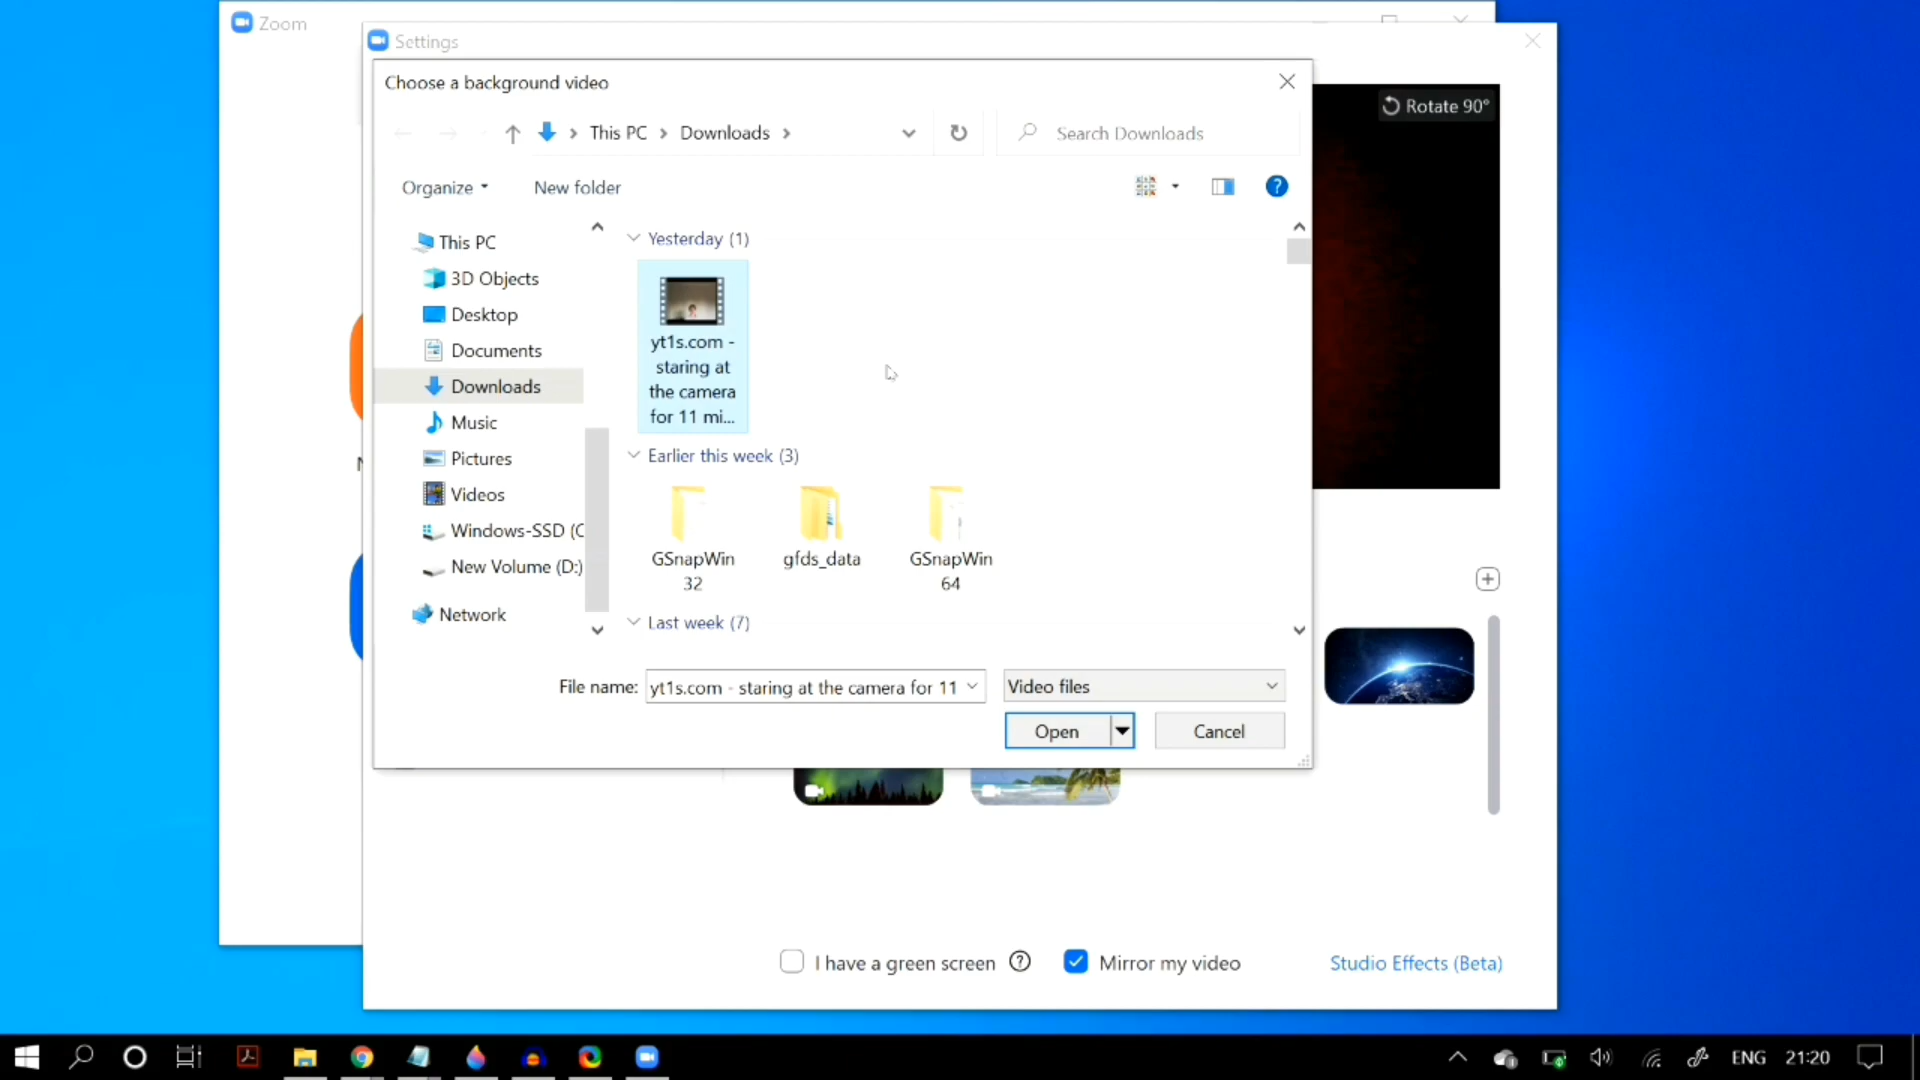 Zoom
Settings
Choose a background video
Rotate 90°
This PC
Downloads
Search Downloads
Organize
New folder
This PC
3D Objects
Desktop
Documents
Downloads
Music
Pictures
Videos
Windows-SSD (C
New Volume (D:)
Network
Yesterday (1)
yt1s.com -
staring at
the camera
for 11 mi...
Earlier this week (3)
GSnapWin
32
gfds_data
GSnapWin
64
Last week (7)
File name:
yt1s.com - staring at the camera for 11
Video files
Open
Cancel
I have a green screen
Mirror my video
Studio Effects (Beta)
ENG
21:20